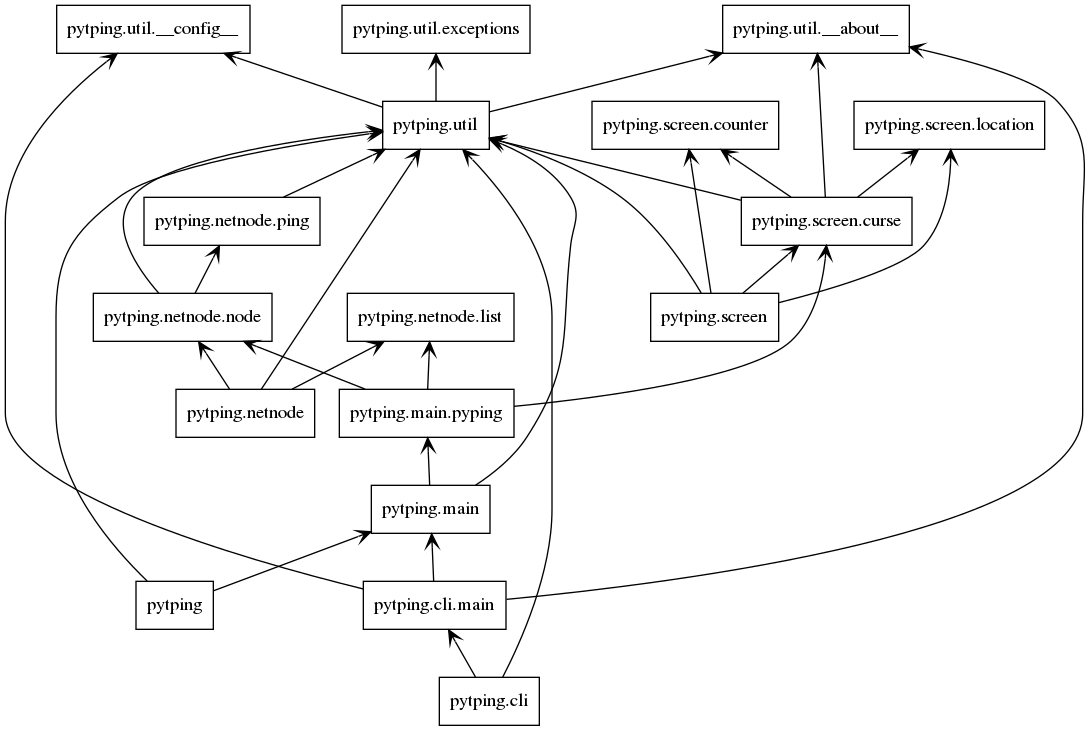 pytping.util.__config__
pytping.util.exceptions
pytping.util.__about__
pytping.util
pytping.screen.counter
pytping.screen.location
pytping.netnode.ping
pytping.screen.curse
pytping.netnode.node
pytping.netnode.list
pytping.screen
pytping.netnode
pytping.main.pyping
pytping.main
pytping
pytping.cli.main
pytping.cli